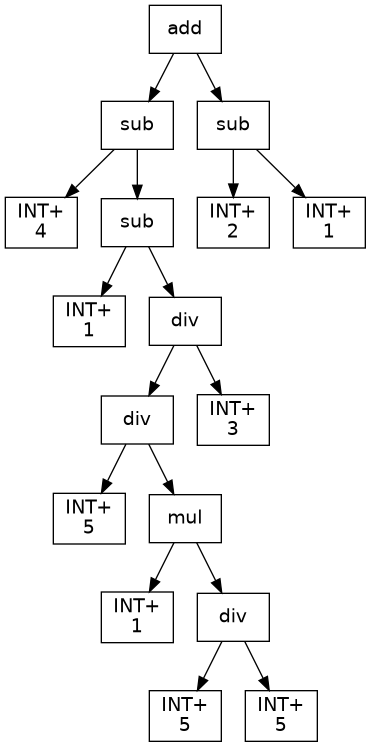 add
sub
sub
INT+
4
sub
INT+
2
INT+
1
INT+
1
div
div
INT+
3
INT+
5
mul
INT+
1
div
INT+
5
INT+
5